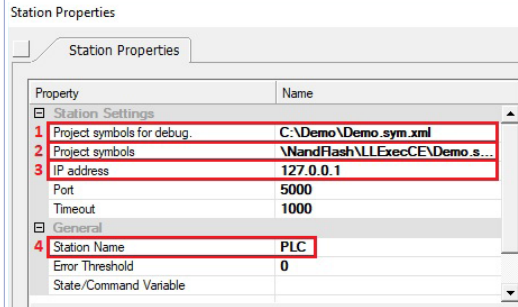 Station Properties
Station Properties
Property Name
Station Settings
1 Project symbols for debug. C:\Demo\Demo.sym.xml
2 Project symbols \NandFlash\LLExecCE\Demo.s...
3 IP address 127.0.0.1
Port 5000
Timeout 1000
General
4 Station Name PLC
Error Threshold 0
State/Command Variable